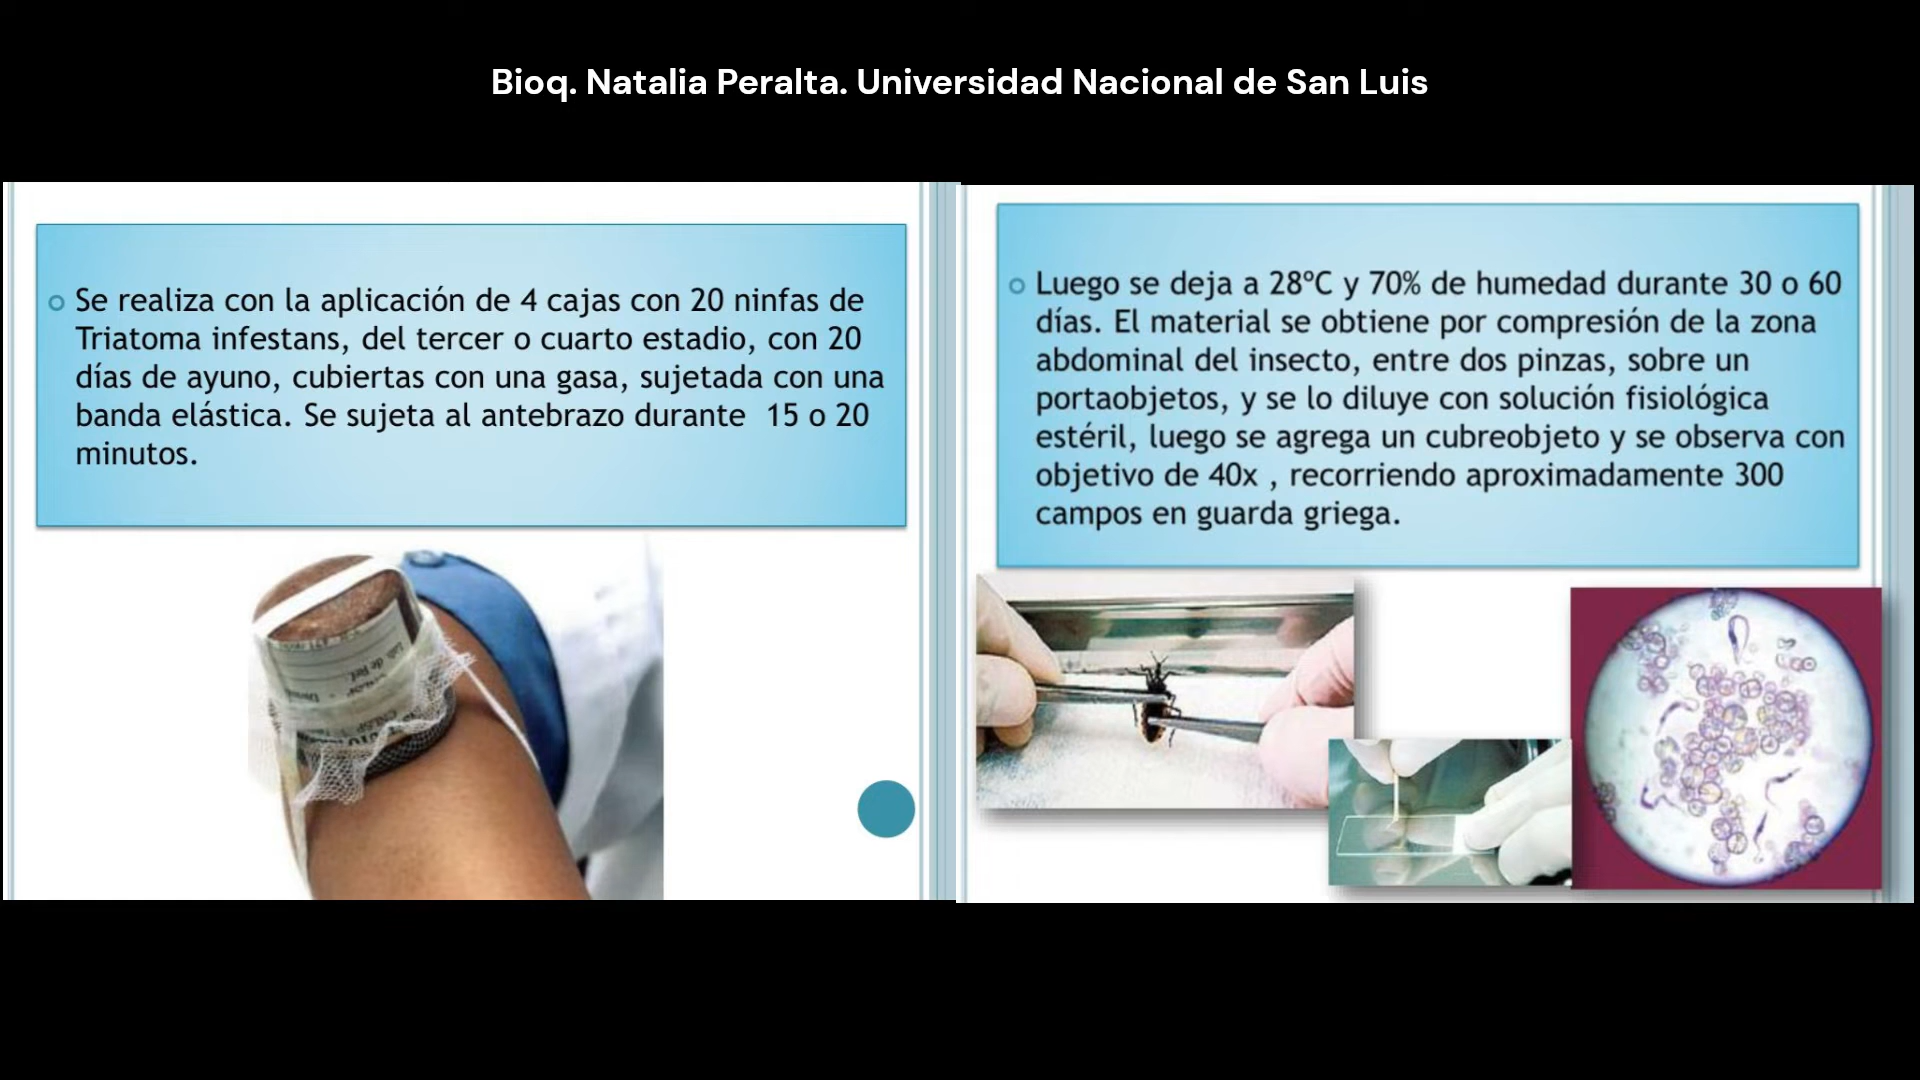 Bioq. Natalia Peralta. Universidad Nacional de San Luis
Se realiza con la aplicación de 4 cajas con 20 ninfas de
Triatoma infestans, del tercer o cuarto estadio, con 20
días de ayuno, cubiertas con una gasa, sujetada con una
banda elástica. Se sujeta al antebrazo durante  15 o 20
minutos.
Luego se deja a 28ºC y 70% de humedad durante 30 o 60
días. El material se obtiene por compresión de la zona
abdominal del insecto, entre dos pinzas, sobre un
portaobjetos, y se lo diluye con solución fisiológica
estéril, luego se agrega un cubreobjeto y se observa con
objetivo de 40x , recorriendo aproximadamente 300
campos en guarda griega.